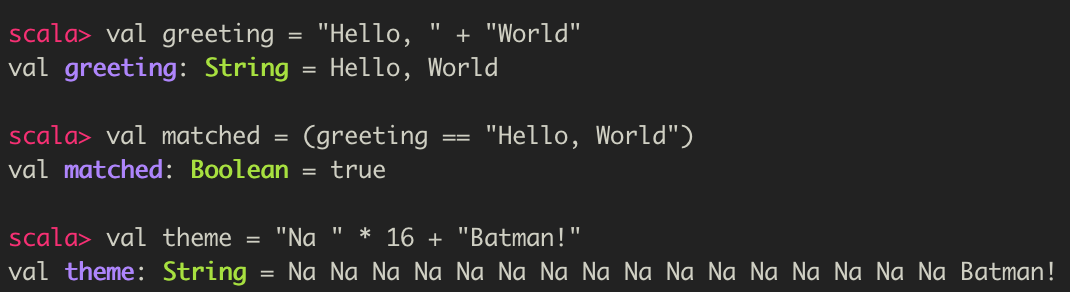 scala> val greeting = "Hello, " + "World"
val greeting: String = Hello, World
scala> val matched = (greeting == "Hello, World")
val matched: Boolean = true
scala> val theme = "Na " * 16 + "Batman!"
val theme: String = Na Na Na Na Na Na Na Na Na Na Na Na Na Na Na Na Batman!